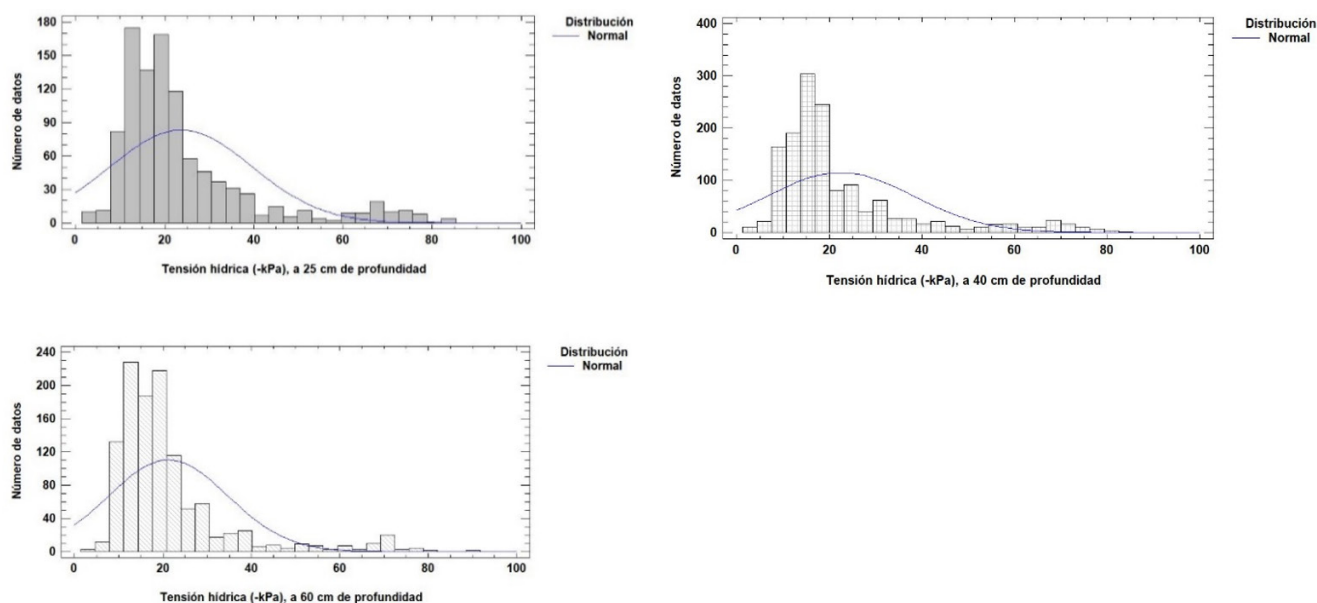 Distribución
Normal
Número de datos
180
150
120
90
60
30
0
0 20 40 60 80 100
Tensión hídrica (-kPa), a 25 cm de profundidad
Distribución
Normal
Número de datos
400
300
200
100
0
0 20 40 60 80 100
Tensión hídrica (-kPa), a 40 cm de profundidad
Distribución
Normal
Número de datos
240
200
160
120
80
40
0
0 20 40 60 80 100
Tensión hídrica (-kPa), a 60 cm de profundidad